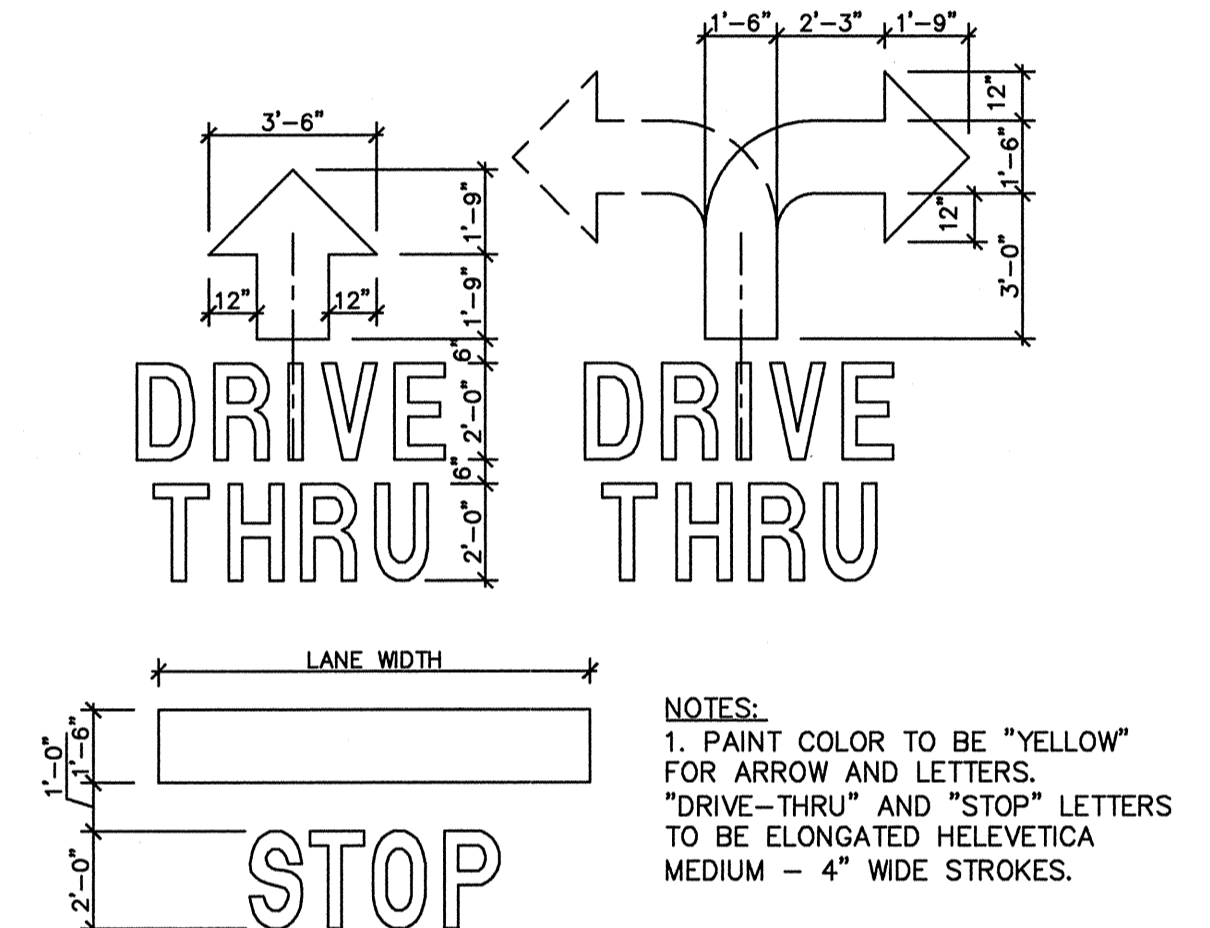 1'-6" 2'-3" 1'-9"
12"
1'-6"
12"
3'-0"
3'-6"
1'-9"
12" 12"
1'-9"
6"
DRIVE
2'-0"
6"
THRU
2'-0"
DRIVE
THRU
LANE WIDTH
1'-6"
1'-0"
STOP
2'-0"
NOTES:
1. PAINT COLOR TO BE "YELLOW"
FOR ARROW AND LETTERS.
"DRIVE-THRU" AND "STOP" LETTERS
TO BE ELONGATED HELEVETICA
MEDIUM - 4" WIDE STROKES.